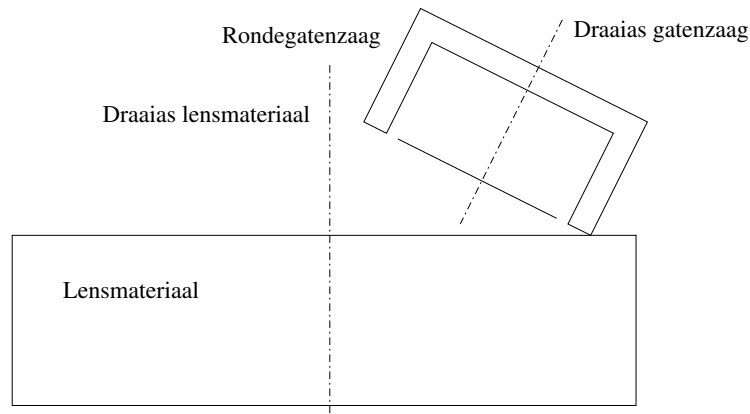 Rondegatenzaag
Draaias gatenzaag
Draaias lensmateriaal
Lensmateriaal